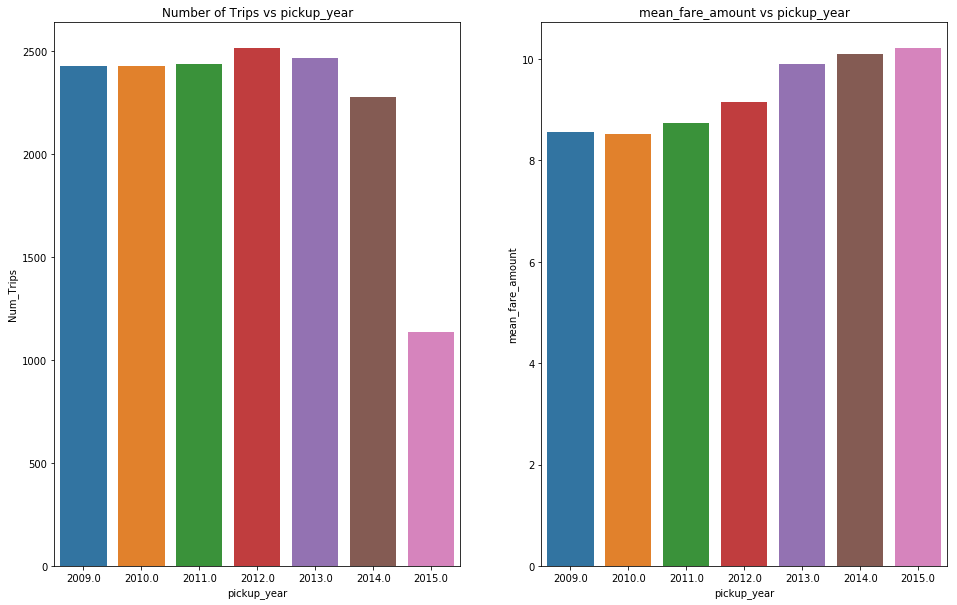 Number of Trips vs pickup_year
Num_Trips
2500
2000
1500
1000
500
0
2009.0 2010.0 2011.0 2012.0 2013.0 2014.0 2015.0
pickup_year
mean_fare_amount vs pickup_year
mean_fare_amount
10
8
6
4
2
0
2009.0 2010.0 2011.0 2012.0 2013.0 2014.0 2015.0
pickup_year